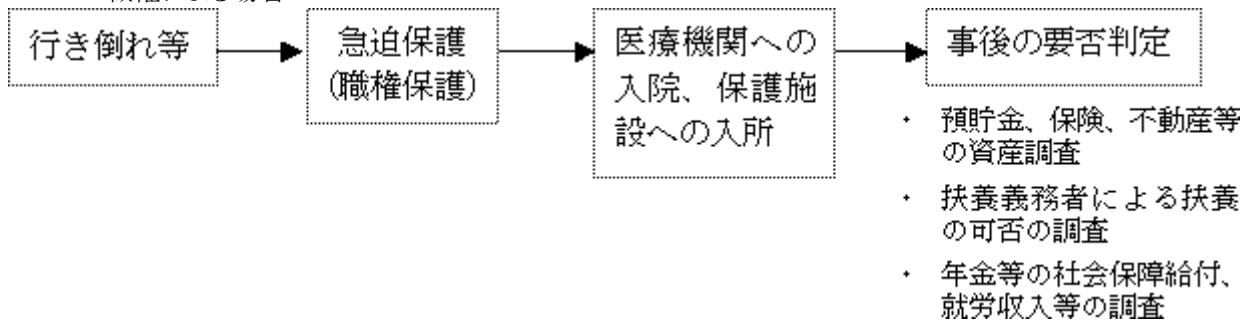 行き倒れ等
急迫保護
(職権保護)
医療機関への
入院、保護施
設への入所
事後の要否判定
・ 預貯金、保険、不動産等
の資産調査
・ 扶養義務者による扶養
の可否の調査
・ 年金等の社会保障給付、
就労収入等の調査